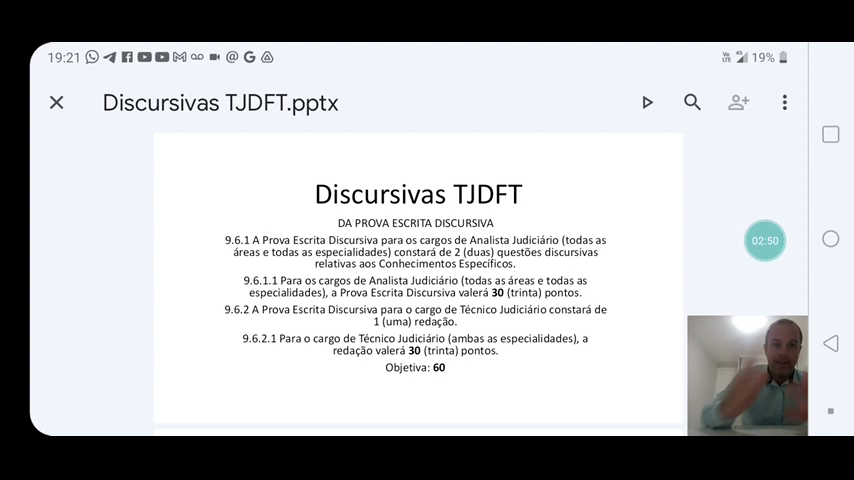 19:21
19%
Discursivas TJDFT.pptx
Discursivas TJDFT
DA PROVA ESCRITA DISCURSIVA
9.6.1 A Prova Escrita Discursiva para os cargos de Analista Judiciário (todas as
áreas e todas as especialidades) constará de 2 (duas) questões discursivas
relativas aos Conhecimentos Específicos.
9.6.1.1 Para os cargos de Analista Judiciário (todas as áreas e todas as
especialidades), a Prova Escrita Discursiva valerá 30 (trinta) pontos.
9.6.2 A Prova Escrita Discursiva para o cargo de Técnico Judiciário constará de
1 (uma) redação.
9.6.2.1 Para o cargo de Técnico Judiciário (ambas as especialidades), a
redação valerá 30 (trinta) pontos.
Objetiva: 60
02:50